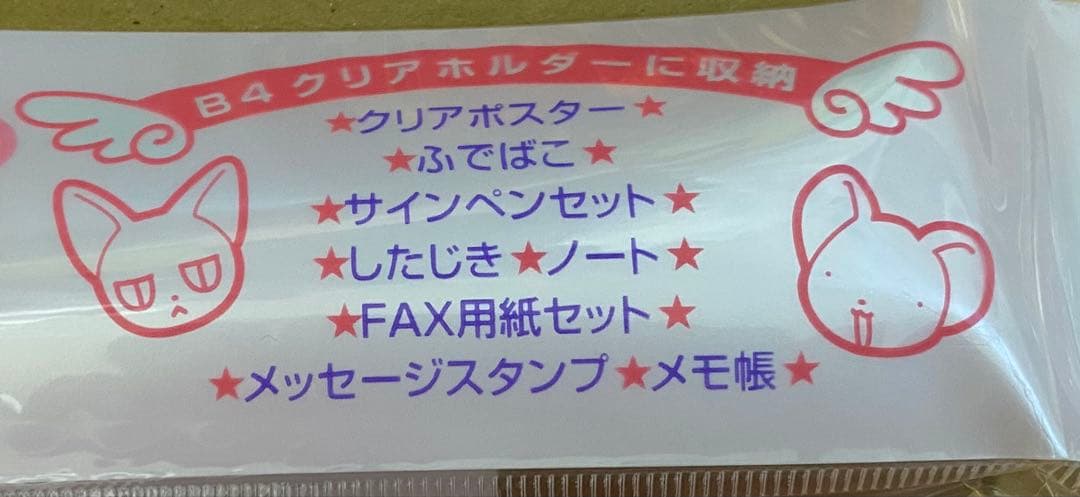 B4クリアホルダーに収納
★クリアポスター★
★ふでばこ★
★サインペンセット★
★したじき★ノート★
★FAX用紙セット★
★メッセージスタンプ★メモ帳★